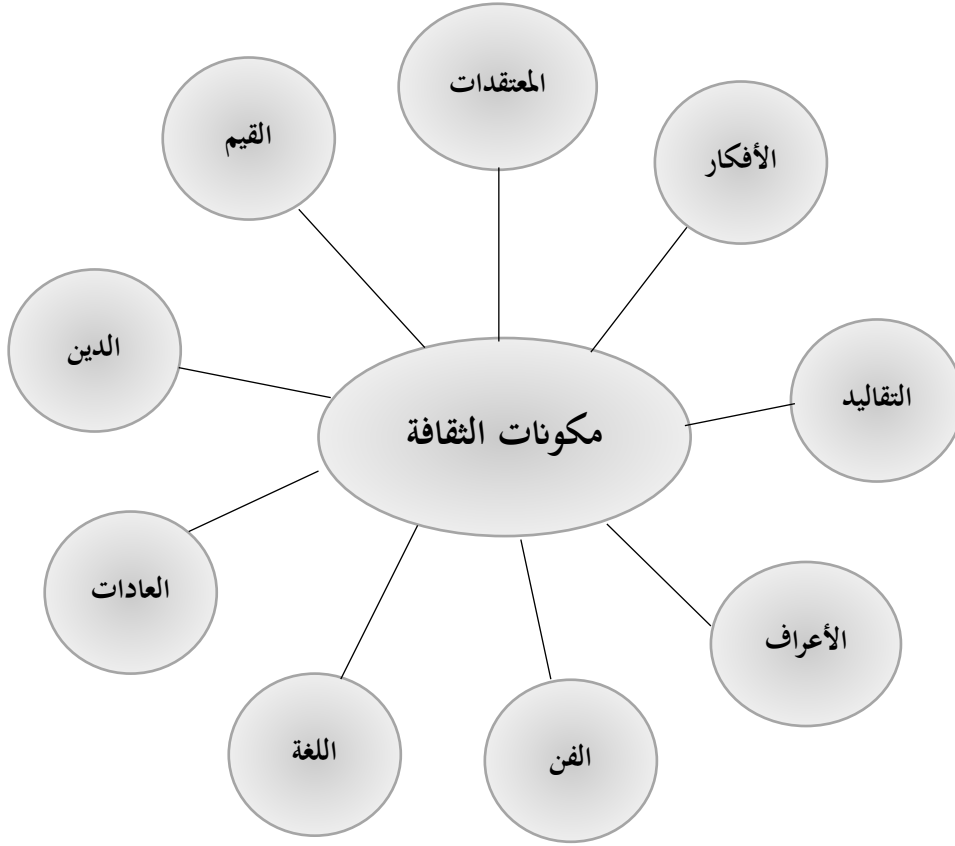 المعتقدات
القيم
الأفكار
الدين
التقاليد
مكونات الثقافة
العادات
الأعراف
اللغة
الفن